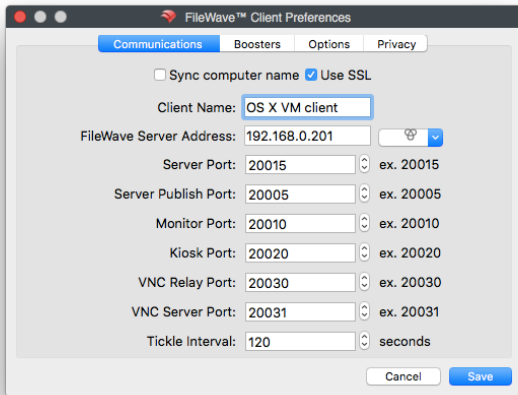 FileWave™ Client Preferences
Communications Boosters Options Privacy
Sync computer name Use SSL
Client Name: OS X VM client
FileWave Server Address: 192.168.0.201
Server Port: 20015 ex. 20015
Server Publish Port: 20005 ex. 20005
Monitor Port: 20010 ex. 20010
Kiosk Port: 20020 ex. 20020
VNC Relay Port: 20030 ex. 20030
VNC Server Port: 20031 ex. 20031
Tickle Interval: 120 seconds
Cancel Save